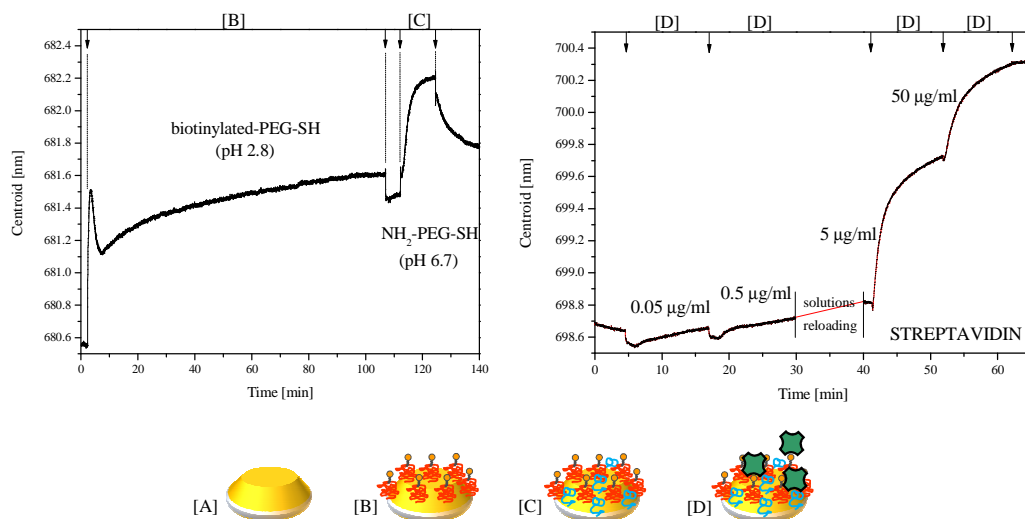 [B]
[C]
682.4
682.2
682.0
681.8
681.6
681.4
681.2
681.0
680.8
680.6
Centroid [nm]
biotinylated-PEG-SH
(pH 2.8)
NH₂-PEG-SH
(pH 6.7)
0 20 40 60 80 100 120 140
Time [min]
[D]
[D]
[D]
[D]
700.4
700.2
700.0
699.8
699.6
699.4
699.2
699.0
698.8
698.6
Centroid [nm]
50 µg/ml
5 µg/ml
0.5 µg/ml
0.05 µg/ml
solutions
reloading
STREPTAVIDIN
0 10 20 30 40 50 60
Time [min]
[A]
[B]
[C]
[D]